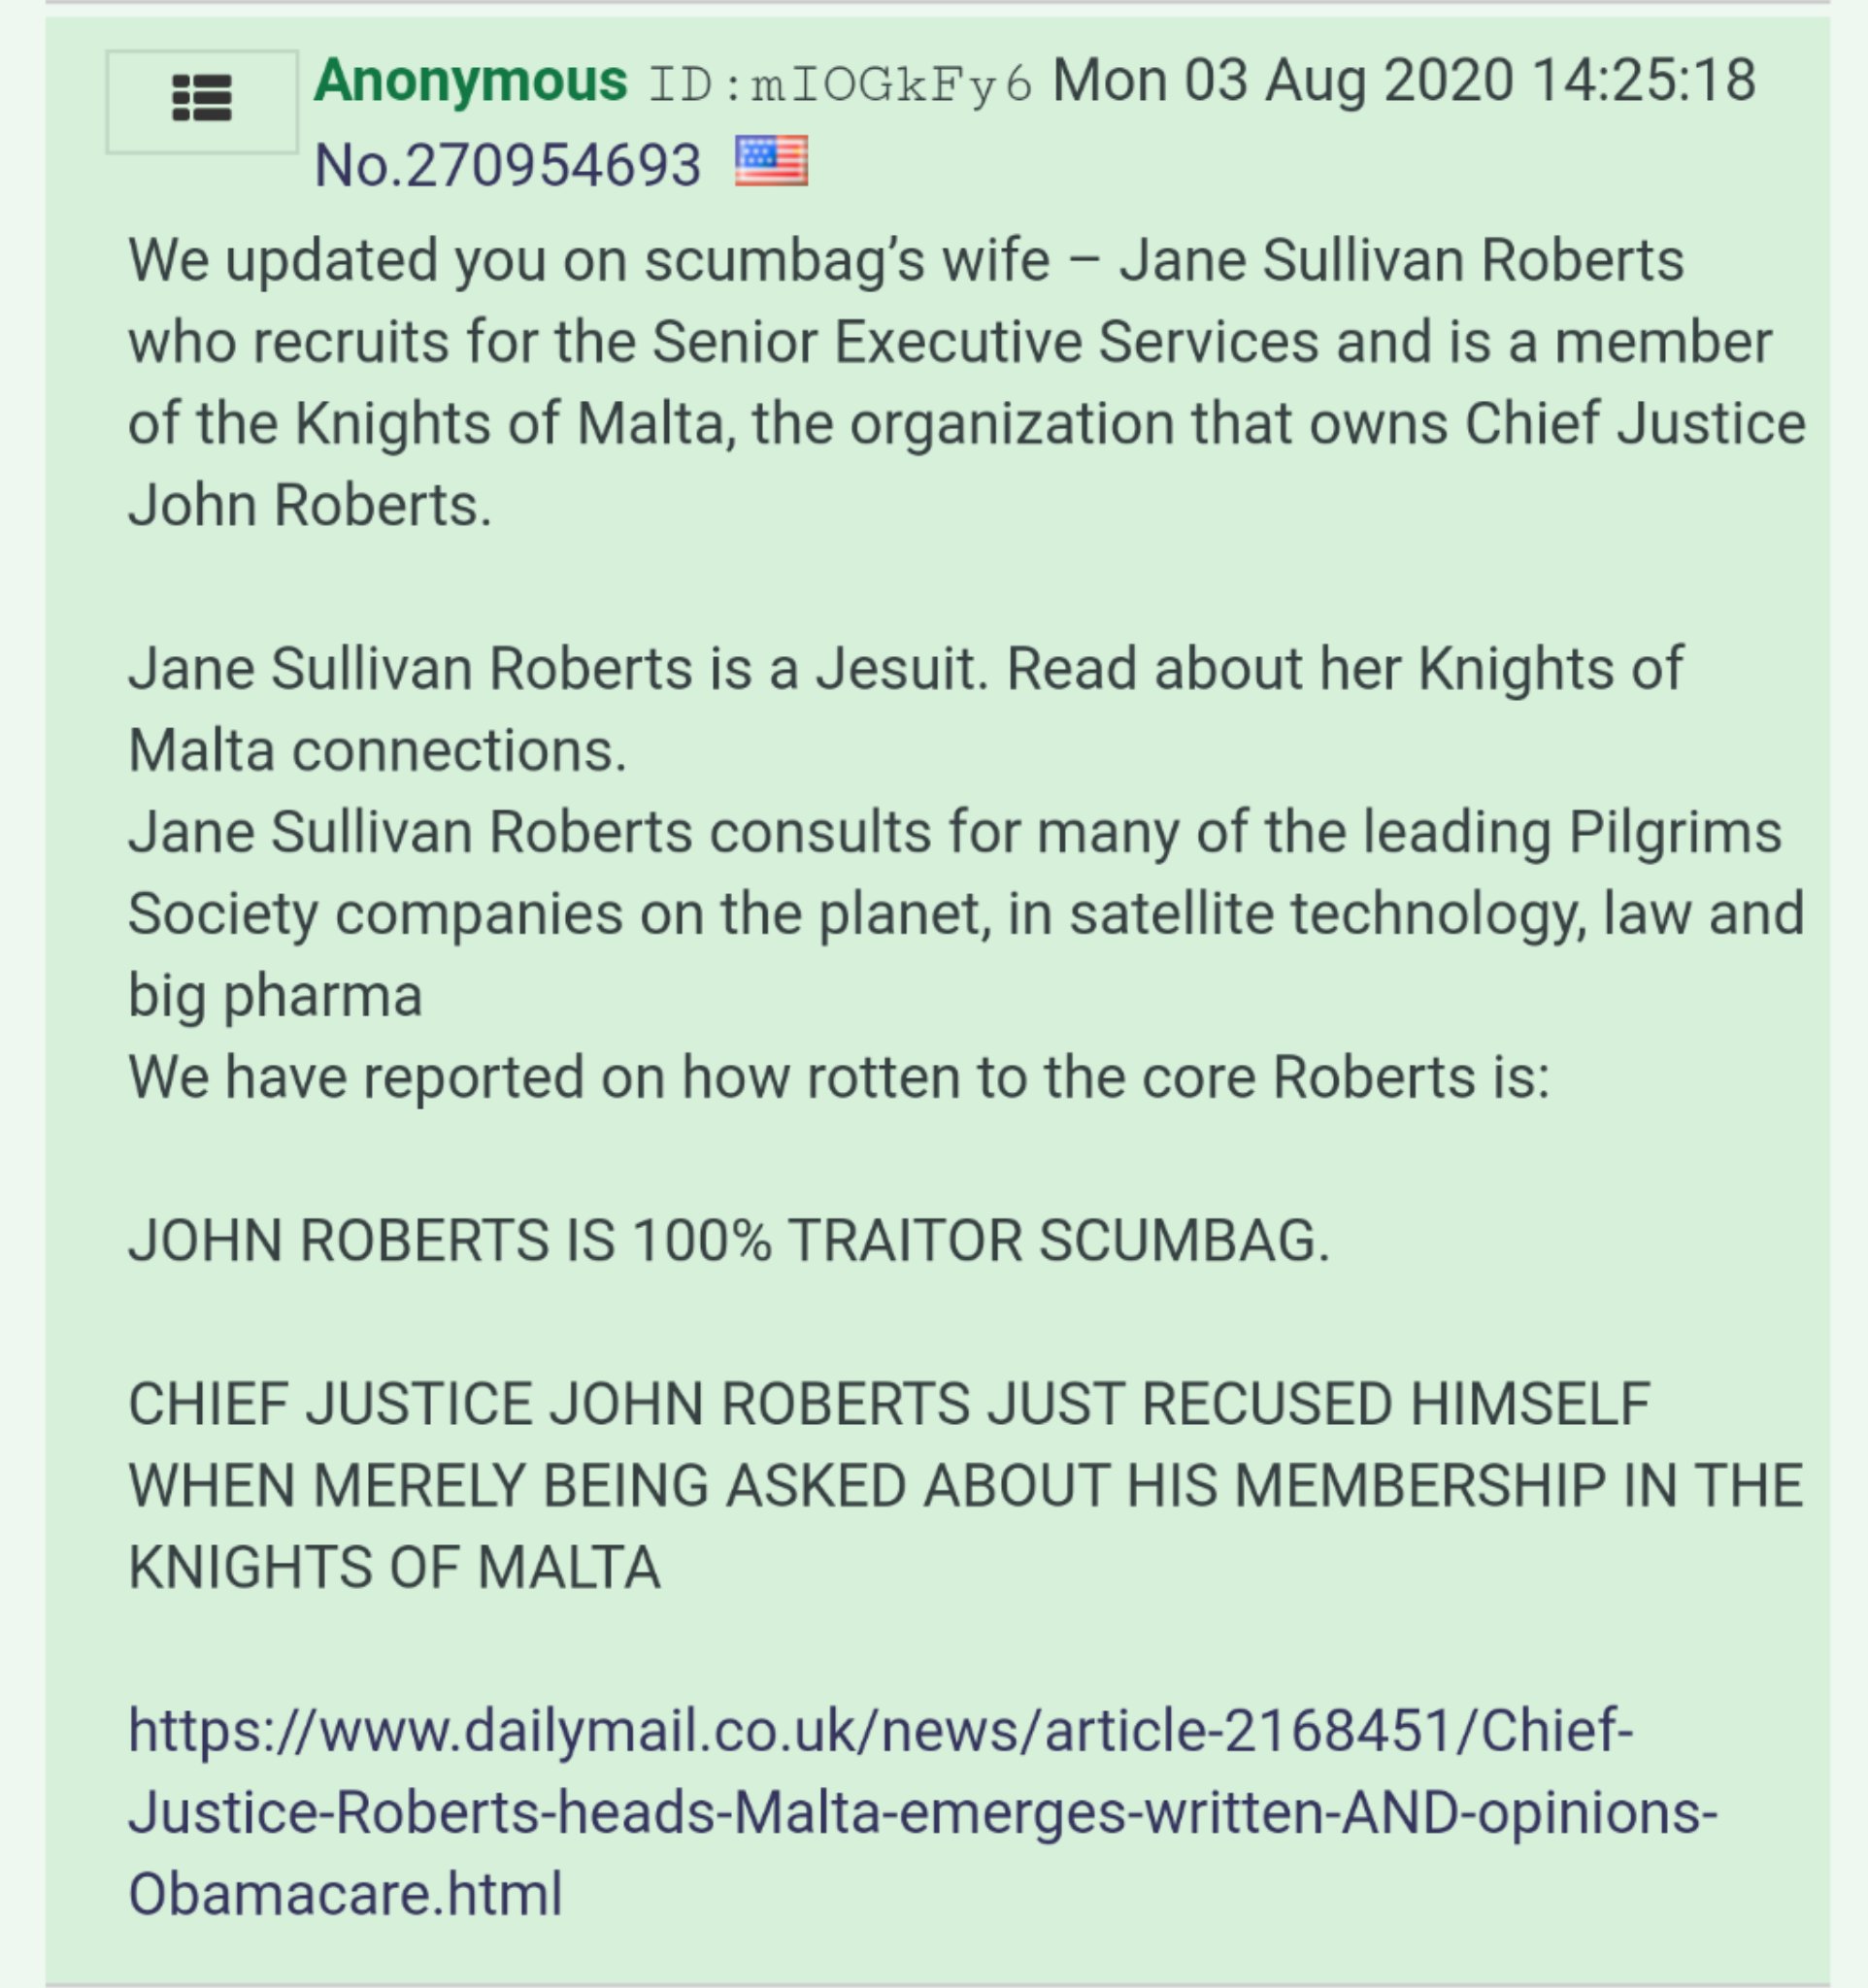 Anonymous ID:mIOGkFy6 Mon 03 Aug 2020 14:25:18
No.270954693
We updated you on scumbag’s wife – Jane Sullivan Roberts
who recruits for the Senior Executive Services and is a member
of the Knights of Malta, the organization that owns Chief Justice
John Roberts.
Jane Sullivan Roberts is a Jesuit. Read about her Knights of
Malta connections.
Jane Sullivan Roberts consults for many of the leading Pilgrims
Society companies on the planet, in satellite technology, law and
big pharma
We have reported on how rotten to the core Roberts is:
JOHN ROBERTS IS 100% TRAITOR SCUMBAG.
CHIEF JUSTICE JOHN ROBERTS JUST RECUSED HIMSELF
WHEN MERELY BEING ASKED ABOUT HIS MEMBERSHIP IN THE
KNIGHTS OF MALTA
https://www.dailymail.co.uk/news/article-2168451/Chief-
Justice-Roberts-heads-Malta-emerges-written-AND-opinions-
Obamacare.html